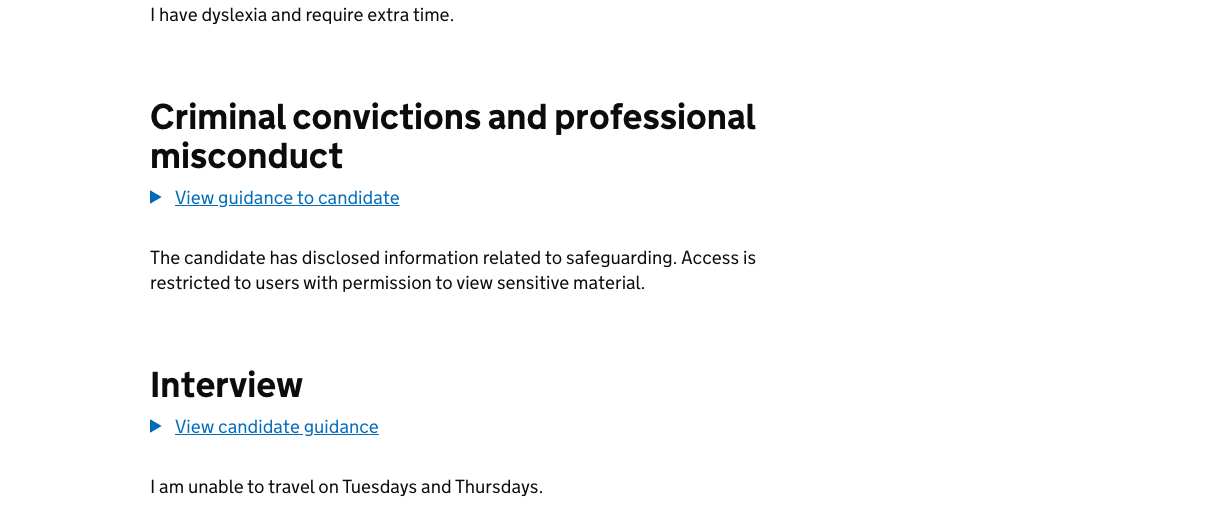 I have dyslexia and require extra time.
Criminal convictions and professional
misconduct
View guidance to candidate
The candidate has disclosed information related to safeguarding. Access is
restricted to users with permission to view sensitive material.
Interview
View candidate guidance
I am unable to travel on Tuesdays and Thursdays.